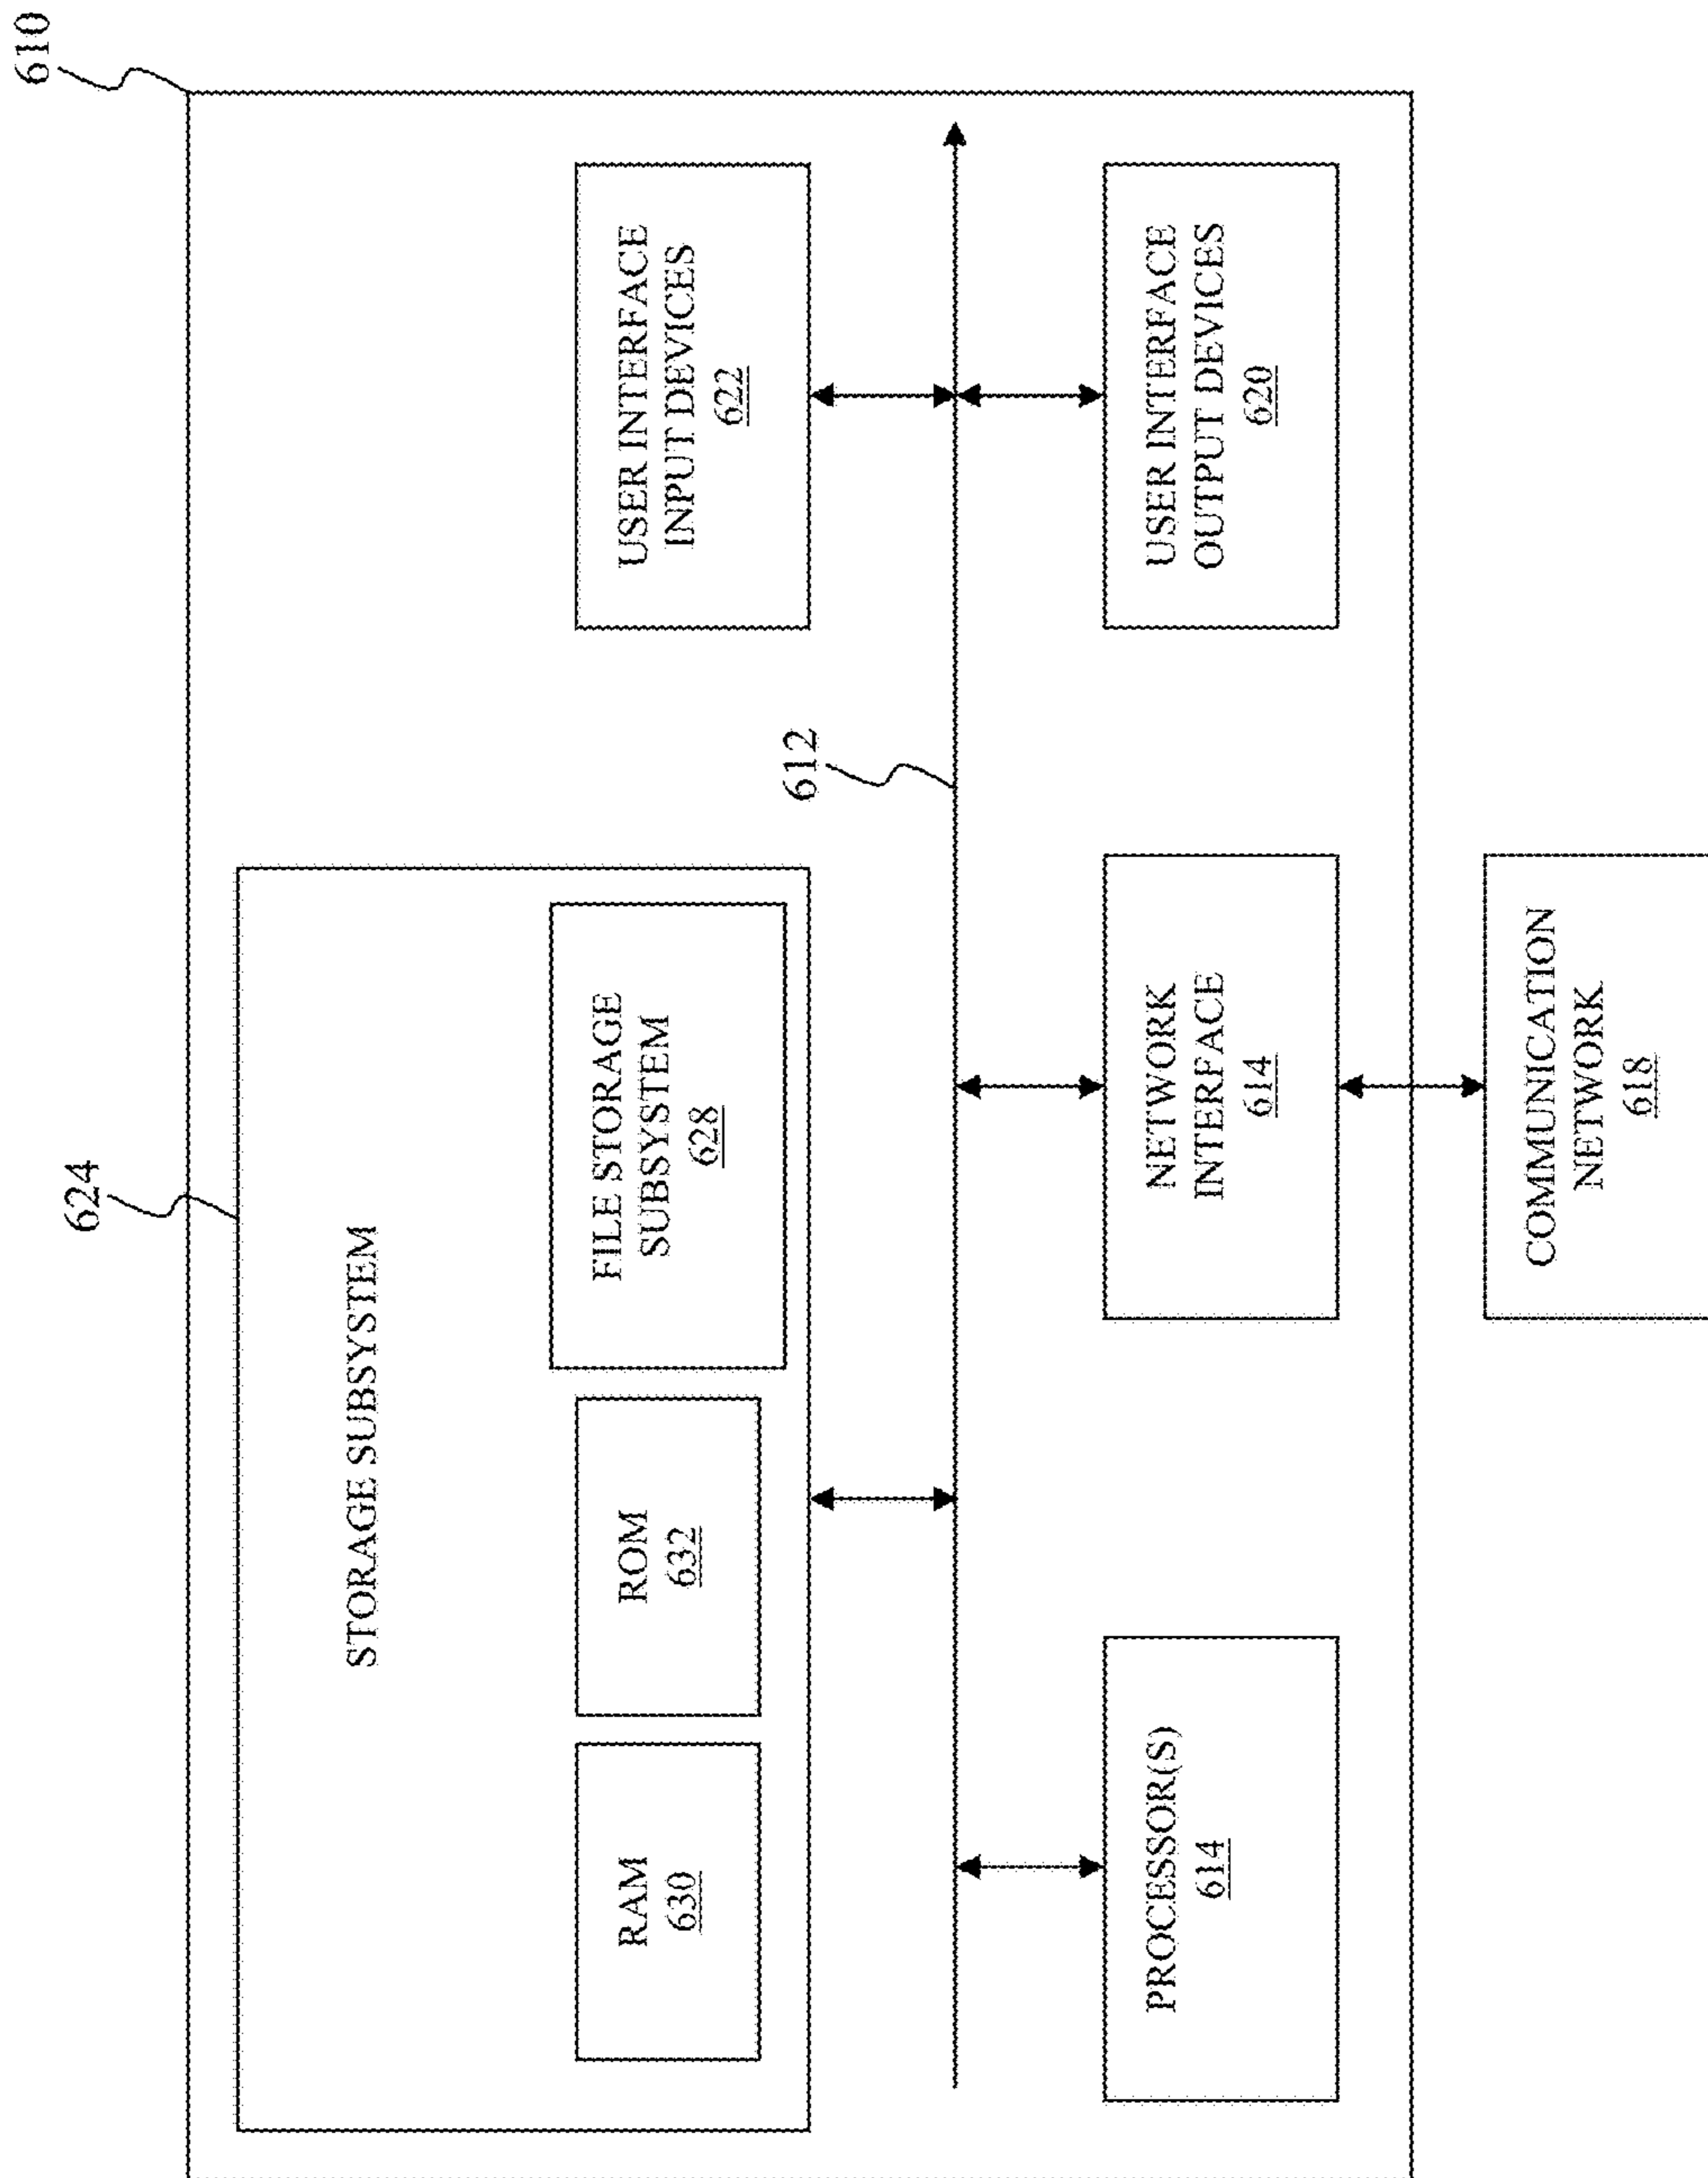 610
624
STORAGE SUBSYSTEM
RAM
630
ROM
632
FILE STORAGE
SUBSYSTEM
628
USER INTERFACE
INPUT DEVICES
622
612
PROCESSOR(S)
614
NETWORK
INTERFACE
614
USER INTERFACE
OUTPUT DEVICES
620
COMMUNICATION
NETWORK
618